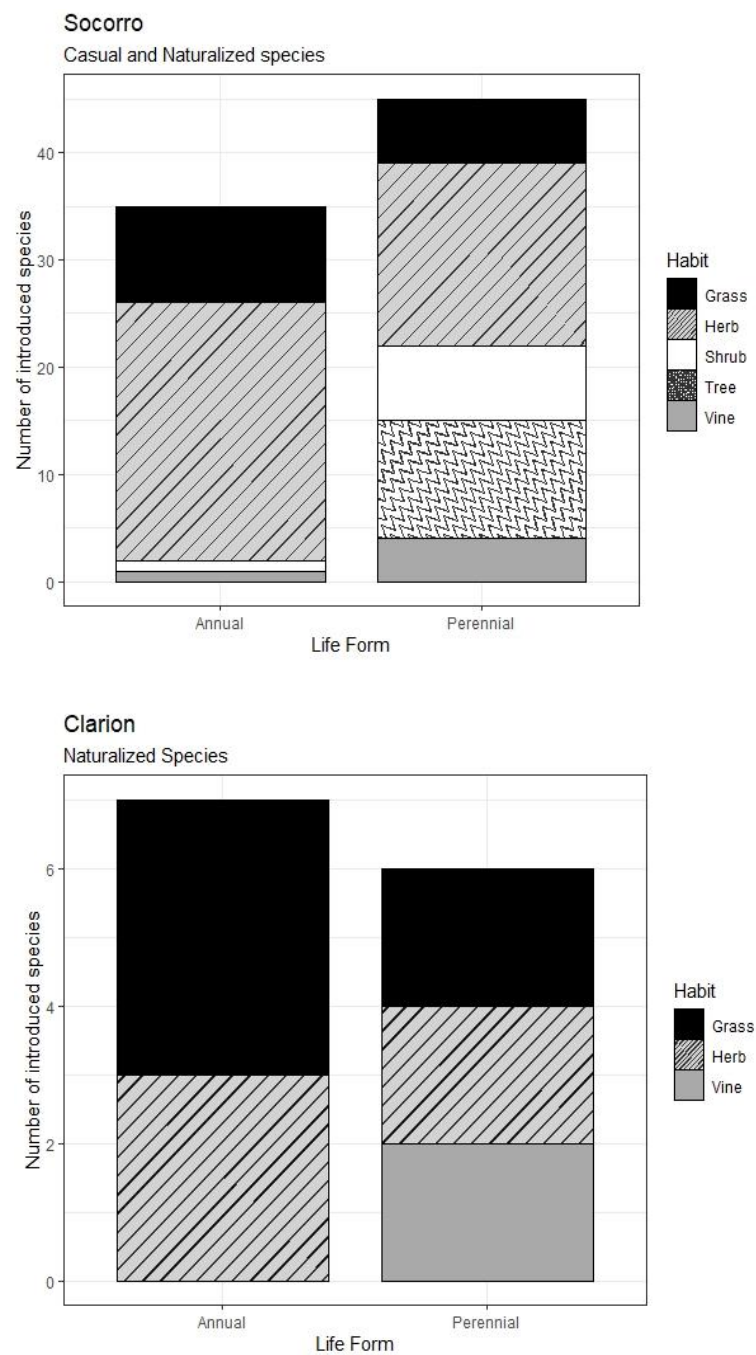 Socorro
Casual and Naturalized species
Number of introduced species
40
30
20
10
0
Annual
Perennial
Life Form
Habit
Grass
Herb
Shrub
Tree
Vine
Clarion
Naturalized Species
Number of introduced species
6
4
2
0
Annual
Perennial
Life Form
Habit
Grass
Herb
Vine